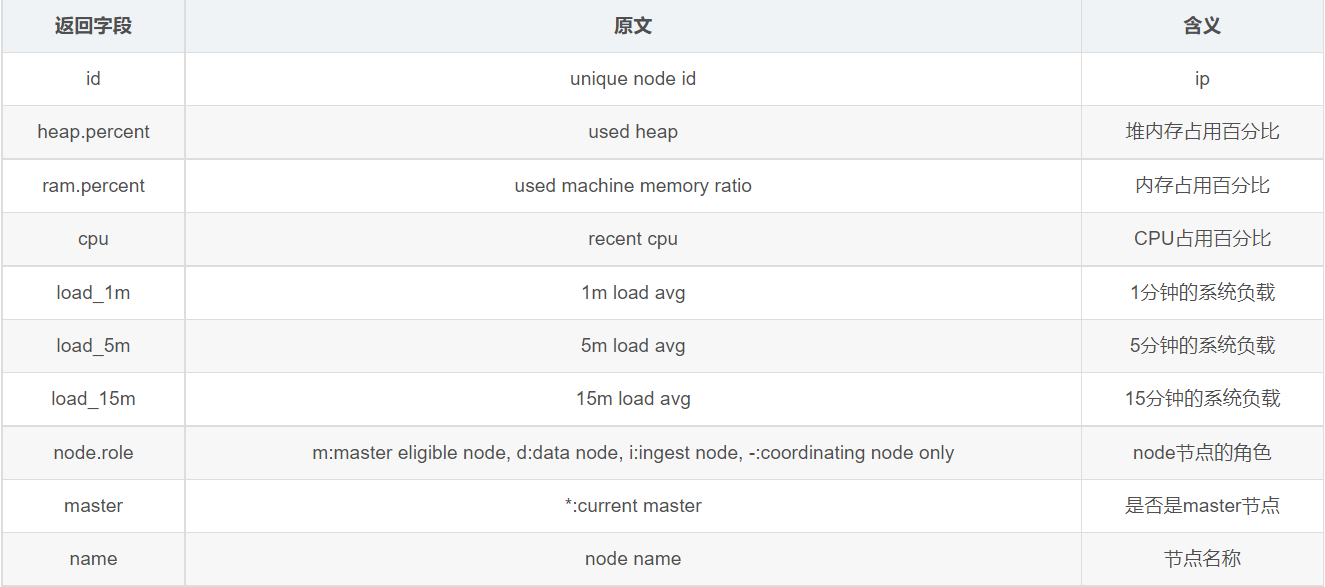 返回字段 原文 含义
id unique node id ip
heap.percent used heap 堆内存占用百分比
ram.percent used machine memory ratio 内存占用百分比
cpu recent cpu CPU占用百分比
load_1m 1m load avg 1分钟的系统负载
load_5m 5m load avg 5分钟的系统负载
load_15m 15m load avg 15分钟的系统负载
node.role m:master eligible node, d:data node, i:ingest node, -:coordinating node only node节点的角色
master *:current master 是否是master节点
name node name 节点名称